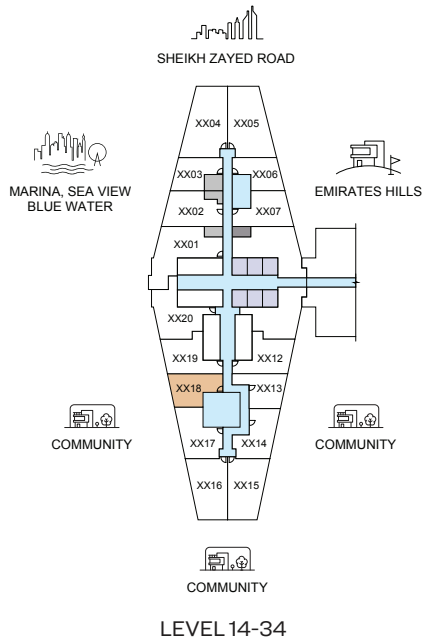 SHEIKH ZAYED ROAD
XX04 XX05
MARINA, SEA VIEW
BLUE WATER
XX03 XX06
EMIRATES HILLS
XX02 XX07
XX01
XX20
XX19 XX12
XX18 XX13
COMMUNITY
COMMUNITY
XX17 XX14
XX16 XX15
COMMUNITY
LEVEL 14-34